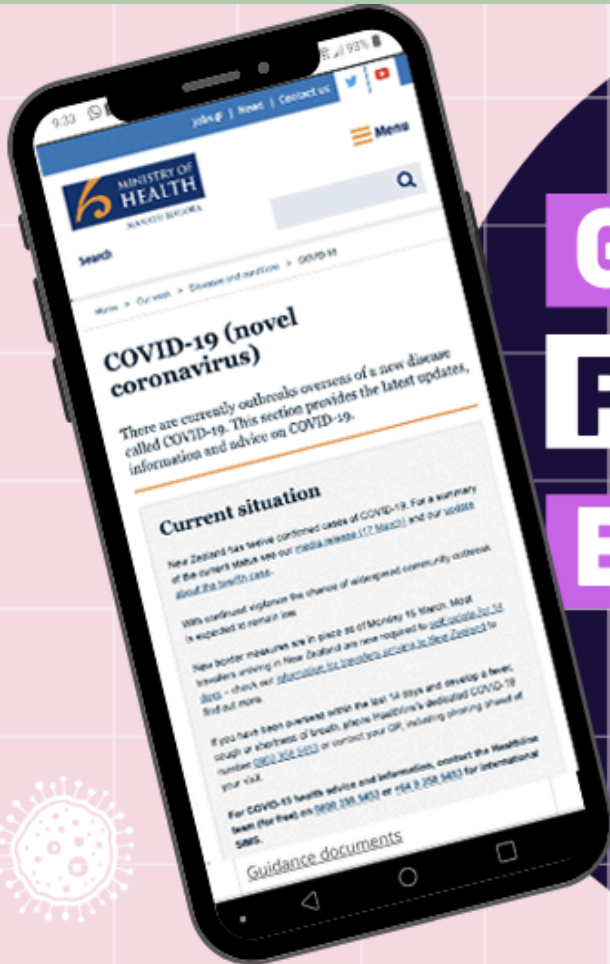 9:33
93%
jobs@ | News | Contact us
MINISTRY OF
HEALTH
MANATŪ HAUORA
Menu
Search
Home > Our work > Diseases and conditions > COVID-19
COVID-19 (novel
coronavirus)
There are currently outbreaks overseas of a new disease
called COVID-19. This section provides the latest updates,
information and advice on COVID-19.
Current situation
New Zealand has twelve confirmed cases of COVID-19. For a summary
of the current status see our media release (17 March) and our update
about the health case.
With continued vigilance the chance of widespread community outbreak
is expected to remain low.
New border measures are in place as of Monday March. Most
travellers arriving in New Zealand are now required to self isolate for 14
days – check our information for travellers arriving to New Zealand to
find out more.
If you have been overseas within the last 14 days and develop a fever,
cough or shortness of breath, phone Healthline's dedicated COVID-19
number 0800 358 5453 or contact your GP, including phoning ahead of
your visit.
For COVID-19 health advice and information, contact the Healthline
team (for free) on 0800 358 5453 or +64 9 358 5453 for international
SIMS.
Guidance documents
G
E